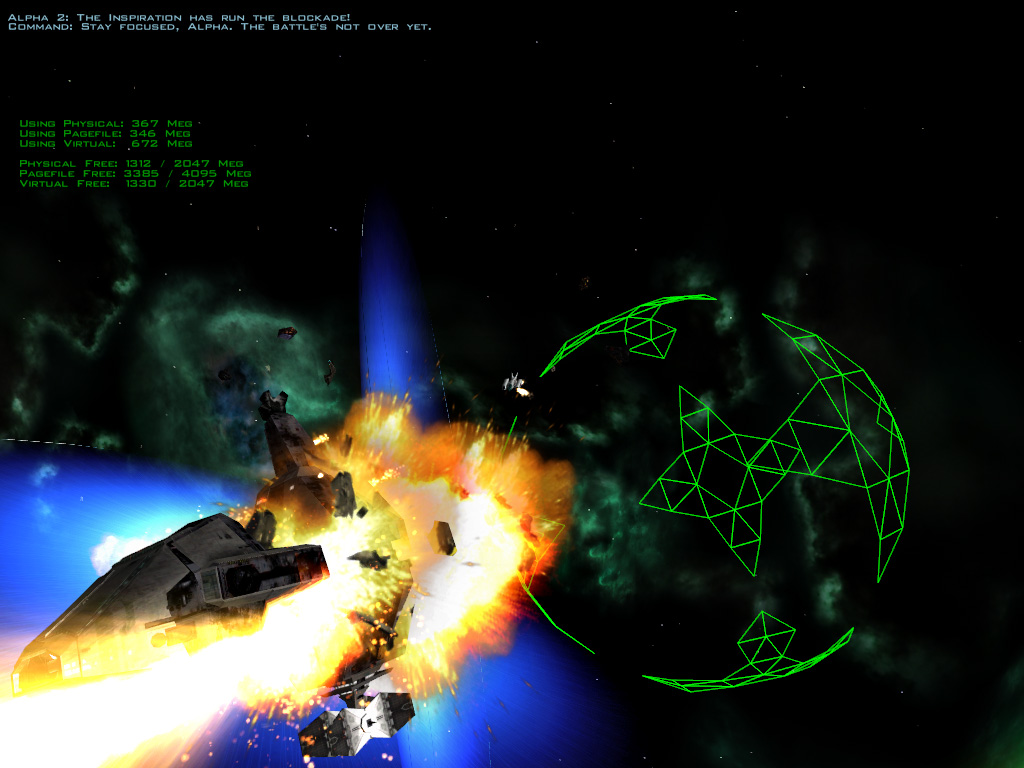 Alpha 2: The Inspiration has run the blockade!
Command: Stay focused, Alpha. The battle's not over yet.
Using Physical: 367 Meg
Using Pagefile: 346 Meg
Using Virtual: 672 Meg
Physical Free: 1312 / 2047 Meg
Pagefile Free: 3385 / 4095 Meg
Virtual Free: 1330 / 2047 Meg